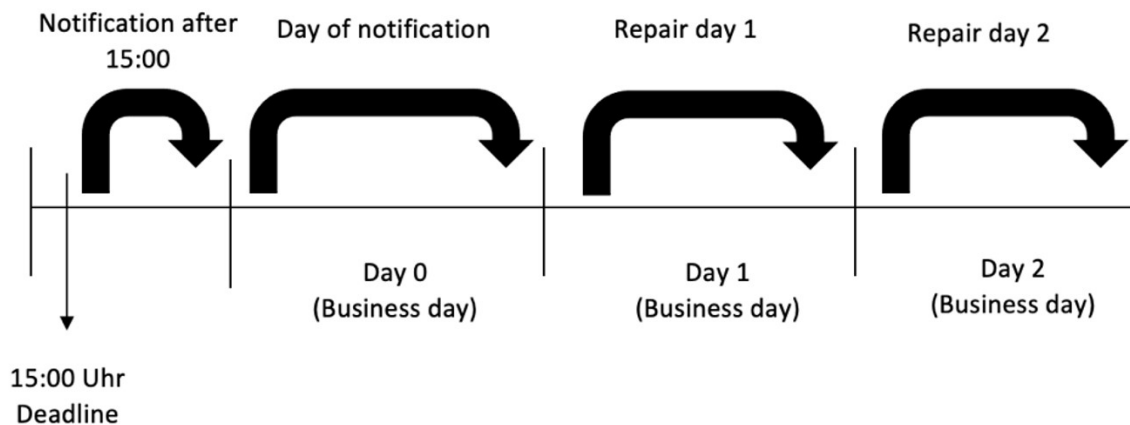 Notification after
15:00
Day of notification
Repair day 1
Repair day 2
Day 0
(Business day)
Day 1
(Business day)
Day 2
(Business day)
15:00 Uhr
Deadline